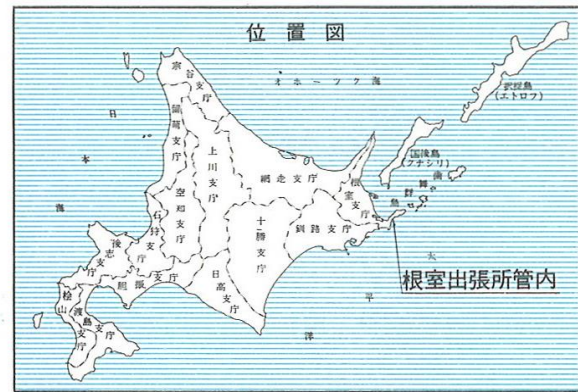 位置図
宗谷支庁
オホーツク海
択捉島
(エトロフ)
日本海
留萌支庁
上川支庁
網走支庁
国後島
(クナシリ)
根室支庁
歯舞群島
空知支庁
石狩支庁
十勝支庁
釧路支庁
後志支庁
胆振支庁
日高支庁
太平洋
根室出張所管内
桧山支庁
渡島支庁